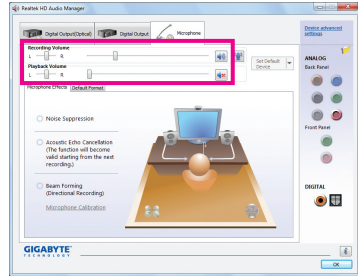 Realtek HD Audio Manager
Digital Output(Optical)
Digital Output
Microphone
Device advanced
settings
Recording Volume
L
R
Playback Volume
L
R
Set Default
Device
ANALOG
Back Panel
Microphone Effects
Default Format
Noise Suppression
Acoustic Echo Cancellation
(The function will become
valid starting from the next
recording.)
Front Panel
Beam Forming
(Directional Recording)
Microphone Calibration
DIGITAL
GIGABYTE
TECHNOLOGY
i
OK